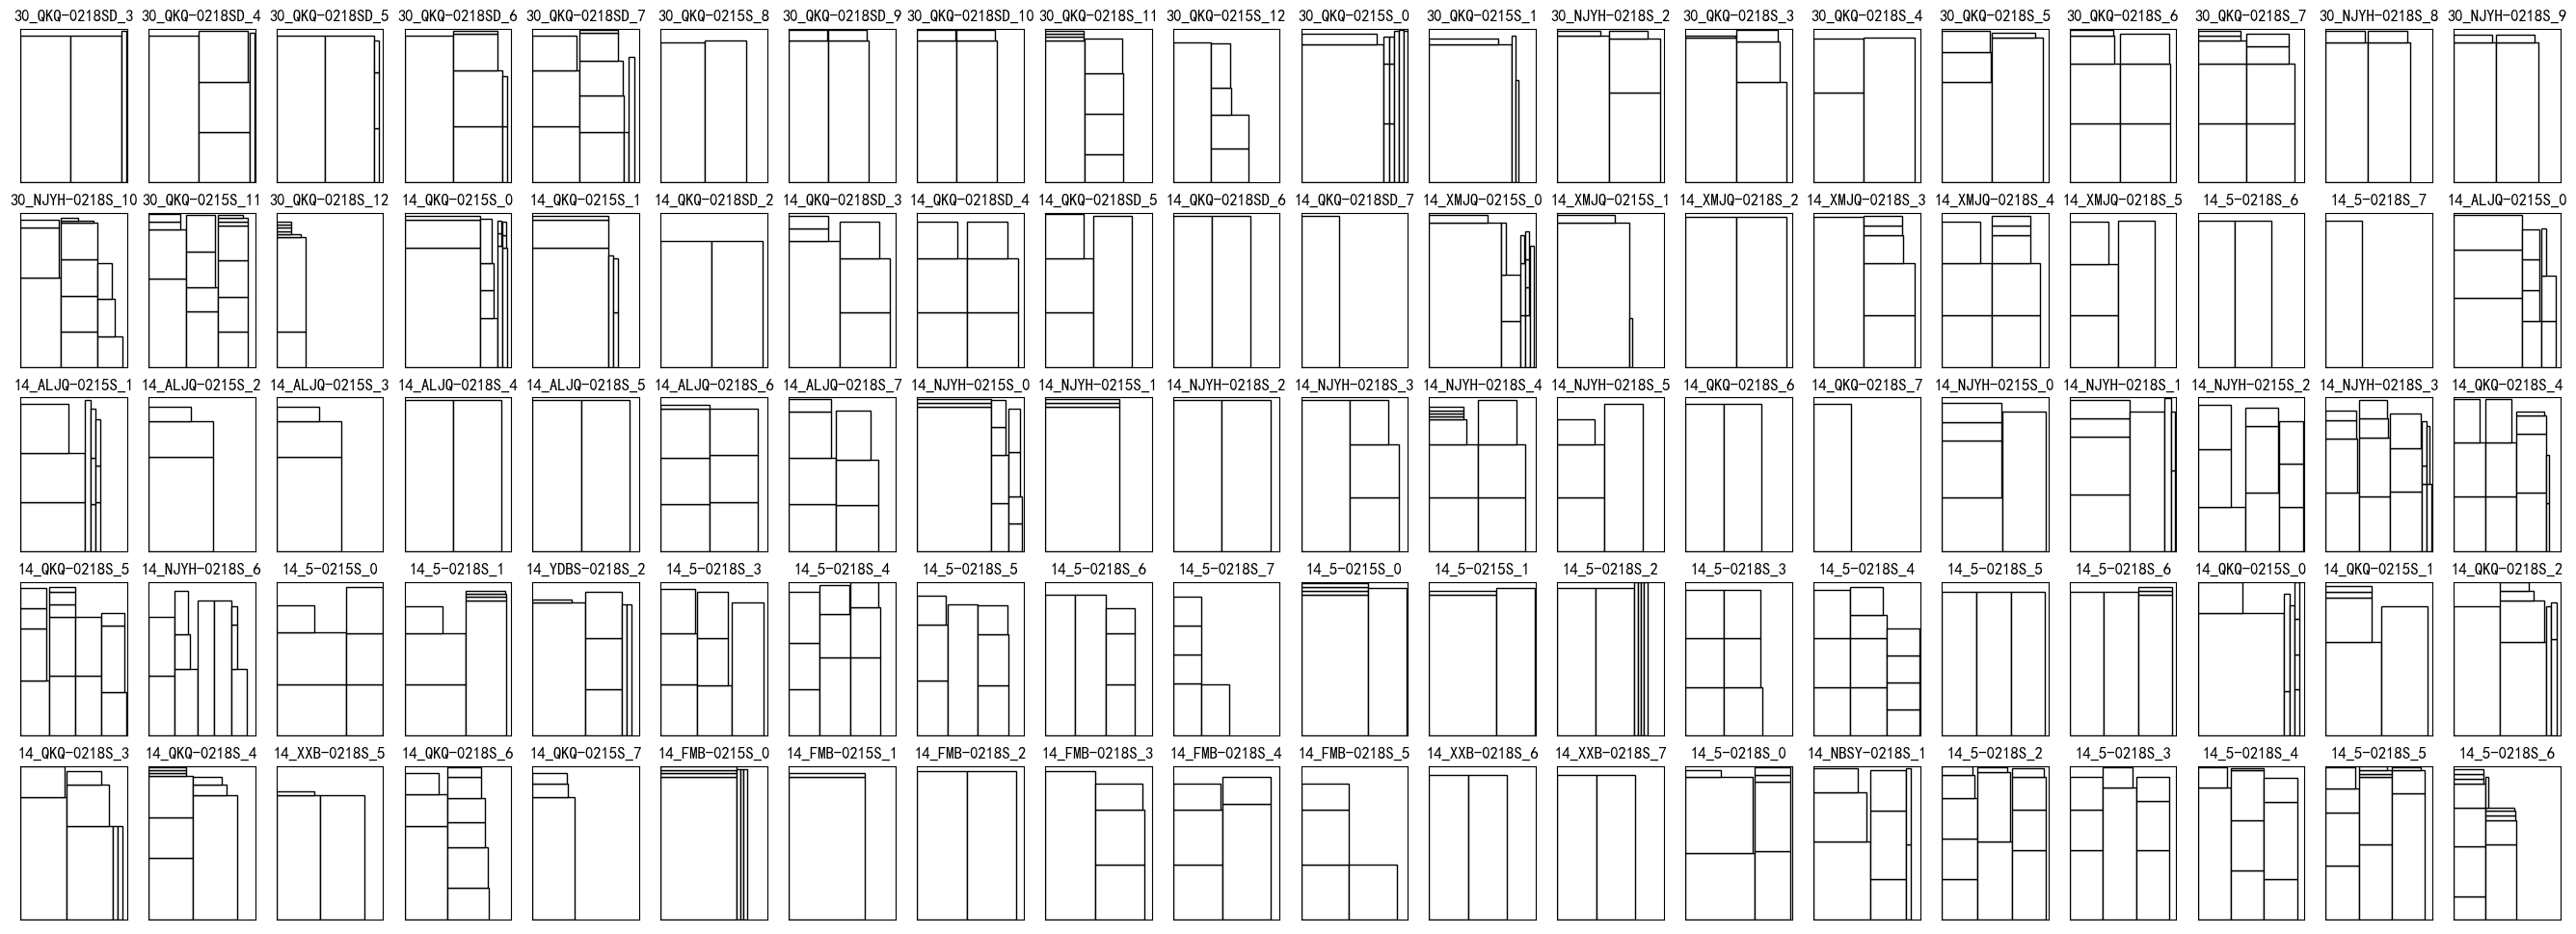 30_QKQ-0218SD_3 30_QKQ-0218SD_4 30_QKQ-0218SD_5 30_QKQ-0218SD_6 30_QKQ-0218SD_7 30_QKQ-0215S_8 30_QKQ-0218SD_9 30_QKQ-0218SD_10 30_QKQ-0218S_11 30_QKQ-0215S_12 30_QKQ-0215S_0 30_QKQ-0215S_1 30_NJYH-0218S_2 30_QKQ-0218S_3 30_QKQ-0218S_4 30_QKQ-0218S_5 30_QKQ-0218S_6 30_QKQ-0218S_7 30_NJYH-0218S_8 30_NJYH-0218S_9
30_NJYH-0218S_10 30_QKQ-0215S_11 30_QKQ-0218S_12 14_QKQ-0215S_0 14_QKQ-0215S_1 14_QKQ-0218SD_2 14_QKQ-0218SD_3 14_QKQ-0218SD_4 14_QKQ-0218SD_5 14_QKQ-0218SD_6 14_QKQ-0218SD_7 14_XMJQ-0215S_0 14_XMJQ-0215S_1 14_XMJQ-0218S_2 14_XMJQ-0218S_3 14_XMJQ-0218S_4 14_XMJQ-0218S_5 14_5-0218S_6 14_5-0218S_7 14_ALJQ-0215S_0
14_ALJQ-0215S_1 14_ALJQ-0215S_2 14_ALJQ-0215S_3 14_ALJQ-0218S_4 14_ALJQ-0218S_5 14_ALJQ-0218S_6 14_ALJQ-0218S_7 14_NJYH-0215S_0 14_NJYH-0215S_1 14_NJYH-0218S_2 14_NJYH-0218S_3 14_NJYH-0218S_4 14_NJYH-0218S_5 14_QKQ-0218S_6 14_QKQ-0218S_7 14_NJYH-0215S_0 14_NJYH-0218S_1 14_NJYH-0215S_2 14_NJYH-0218S_3 14_QKQ-0218S_4
14_QKQ-0218S_5 14_NJYH-0218S_6 14_5-0215S_0 14_5-0218S_1 14_YDBS-0218S_2 14_5-0218S_3 14_5-0218S_4 14_5-0218S_5 14_5-0218S_6 14_5-0218S_7 14_5-0215S_0 14_5-0215S_1 14_5-0218S_2 14_5-0218S_3 14_5-0218S_4 14_5-0218S_5 14_5-0218S_6 14_QKQ-0215S_0 14_QKQ-0215S_1 14_QKQ-0218S_2
14_QKQ-0218S_3 14_QKQ-0218S_4 14_XXB-0218S_5 14_QKQ-0218S_6 14_QKQ-0215S_7 14_FMB-0215S_0 14_FMB-0215S_1 14_FMB-0218S_2 14_FMB-0218S_3 14_FMB-0218S_4 14_FMB-0218S_5 14_XXB-0218S_6 14_XXB-0218S_7 14_5-0218S_0 14_NBSY-0218S_1 14_5-0218S_2 14_5-0218S_3 14_5-0218S_4 14_5-0218S_5 14_5-0218S_6